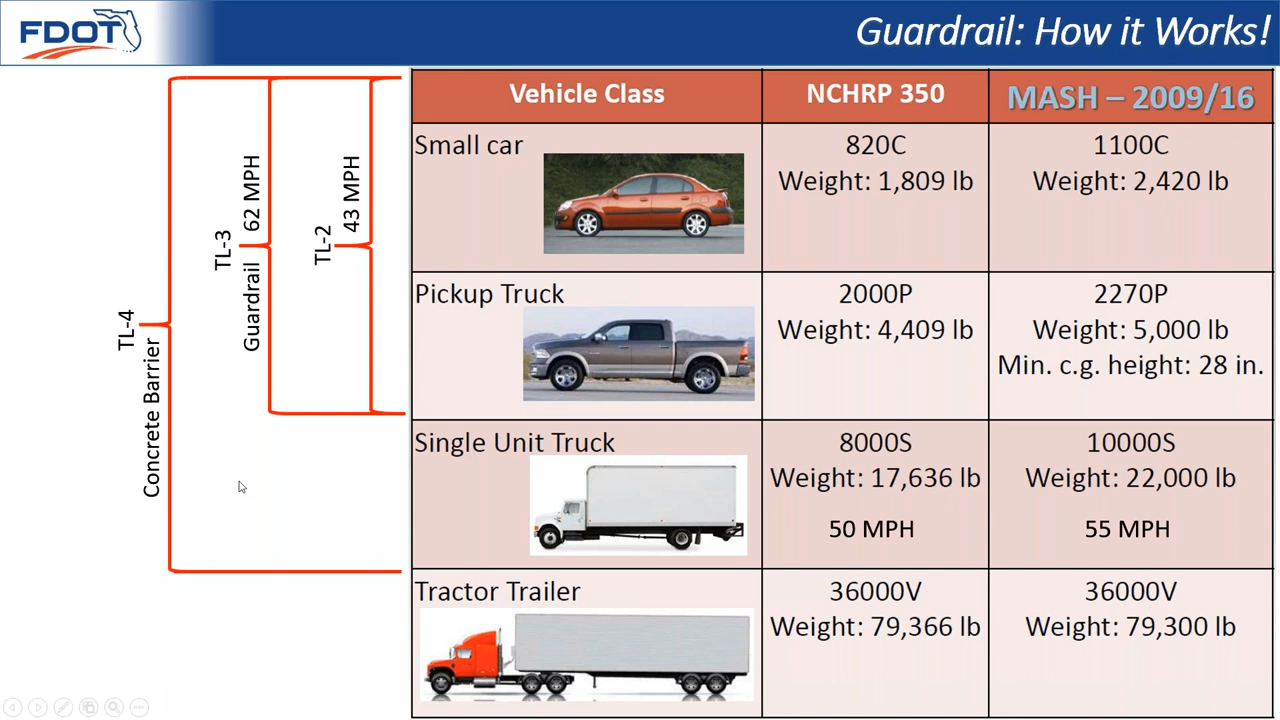 FDOT
Guardrail: How it Works!
TL-4
Concrete Barrier
TL-3
Guardrail 62 MPH
TL-2
43 MPH
Vehicle Class
NCHRP 350
MASH – 2009/16
Small car
820C
Weight: 1,809 lb
1100C
Weight: 2,420 lb
Pickup Truck
2000P
Weight: 4,409 lb
2270P
Weight: 5,000 lb
Min. c.g. height: 28 in.
Single Unit Truck
8000S
Weight: 17,636 lb
50 MPH
10000S
Weight: 22,000 lb
55 MPH
Tractor Trailer
36000V
Weight: 79,366 lb
36000V
Weight: 79,300 lb